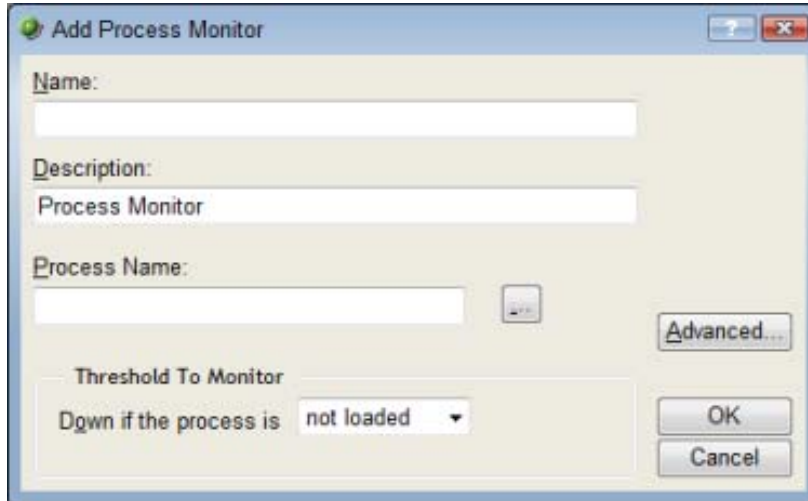 Add Process Monitor
?
Name:
Description:
Process Monitor
Process Name:
...
Advanced...
Threshold To Monitor
Down if the process is not loaded
OK
Cancel